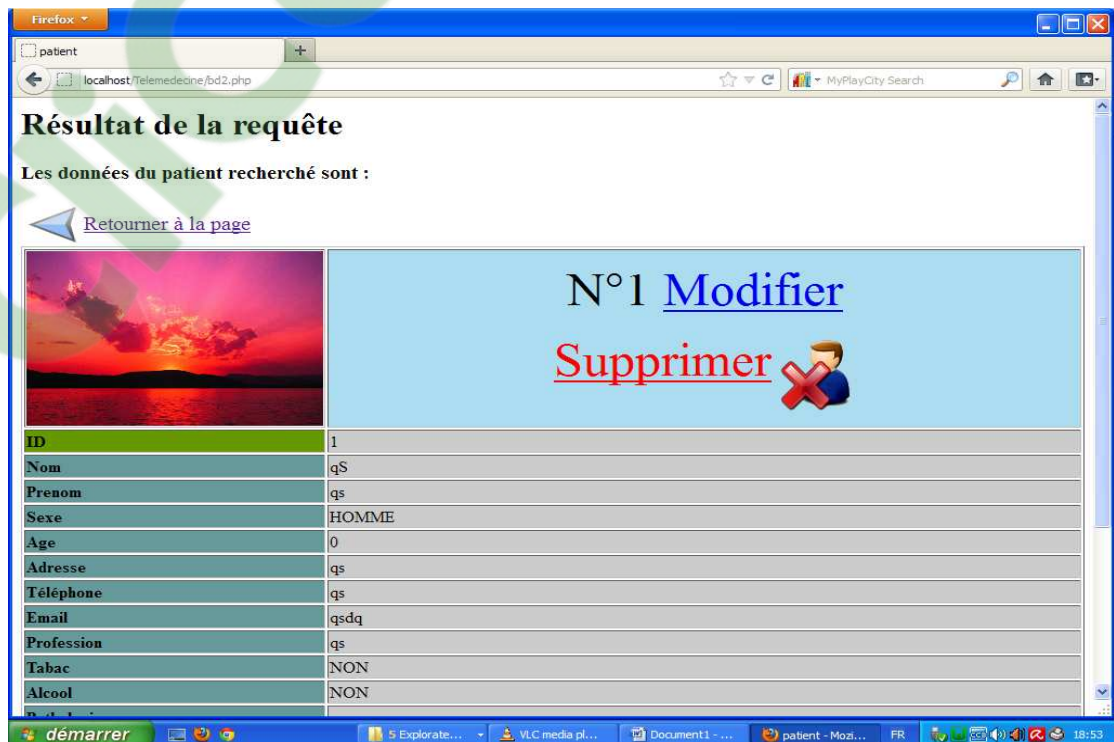 Firefox
patient
localhost/Telemedecine/bd2.php
MyPlayCity Search
Résultat de la requête
Les données du patient recherché sont :
Retourner à la page
N°1 Modifier
Supprimer
ID 1
Nom qS
Prenom qs
Sexe HOMME
Age 0
Adresse qs
Téléphone qs
Email qsdq
Profession qs
Tabac NON
Alcool NON
démarrer 5 Explorate... VLC media pl... Document1 - ... patient - Mozi... FR 18:53